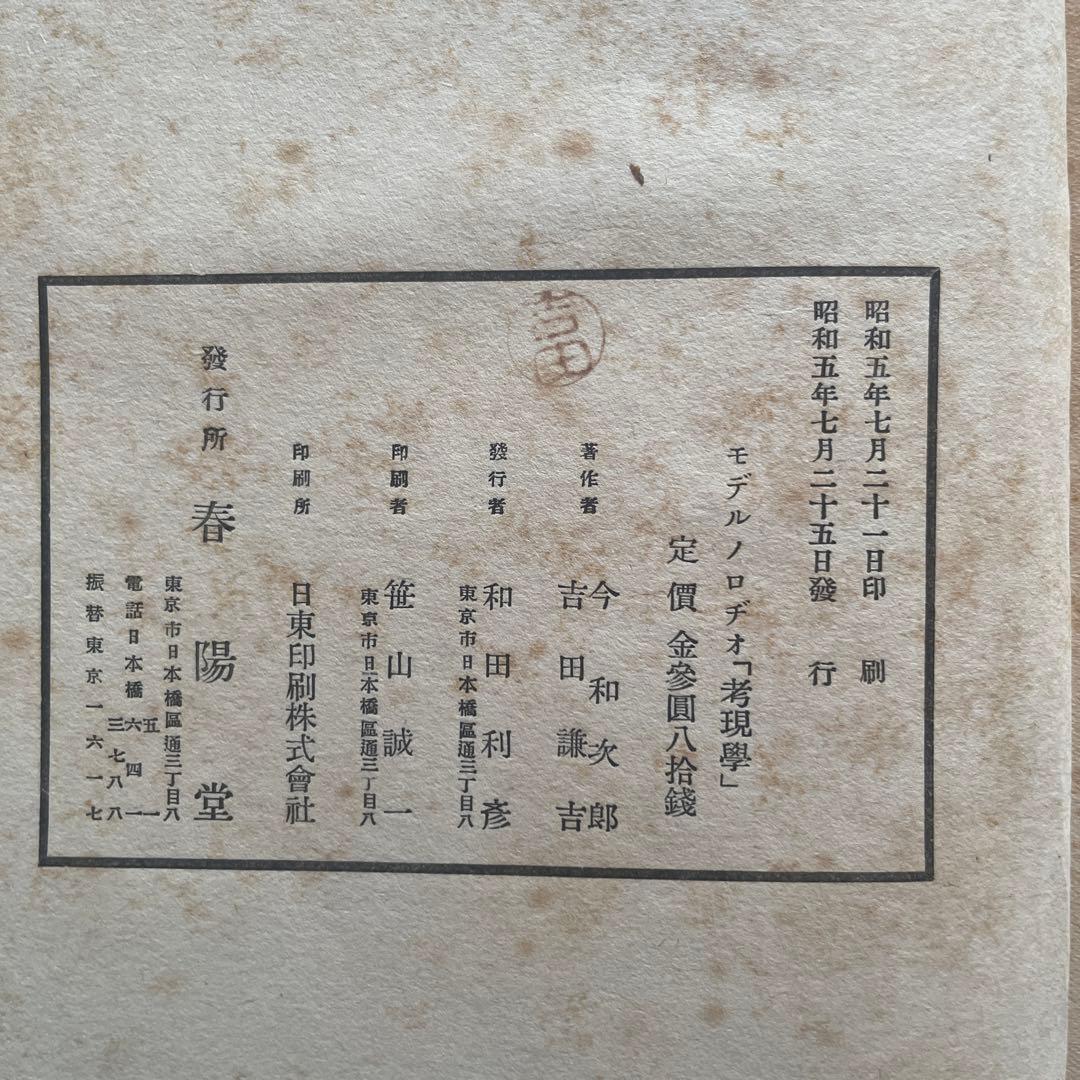 昭和五年七月二十一日印刷
昭和五年七月二十五日發行
モデルノロヂオ「考現學」
定價金參圓八拾錢
著作者
今和次郎
吉田謙吉
吉田
發行者
和田利彥
東京市日本橋區通三丁目八
印刷者
笹山誠一
東京市日本橋區通三丁目八
印刷所
日東印刷株式會社
發行所
春陽堂
東京市日本橋區通三丁目八
電話日本橋
五一
六四一
三七八八
振替東京一六一七